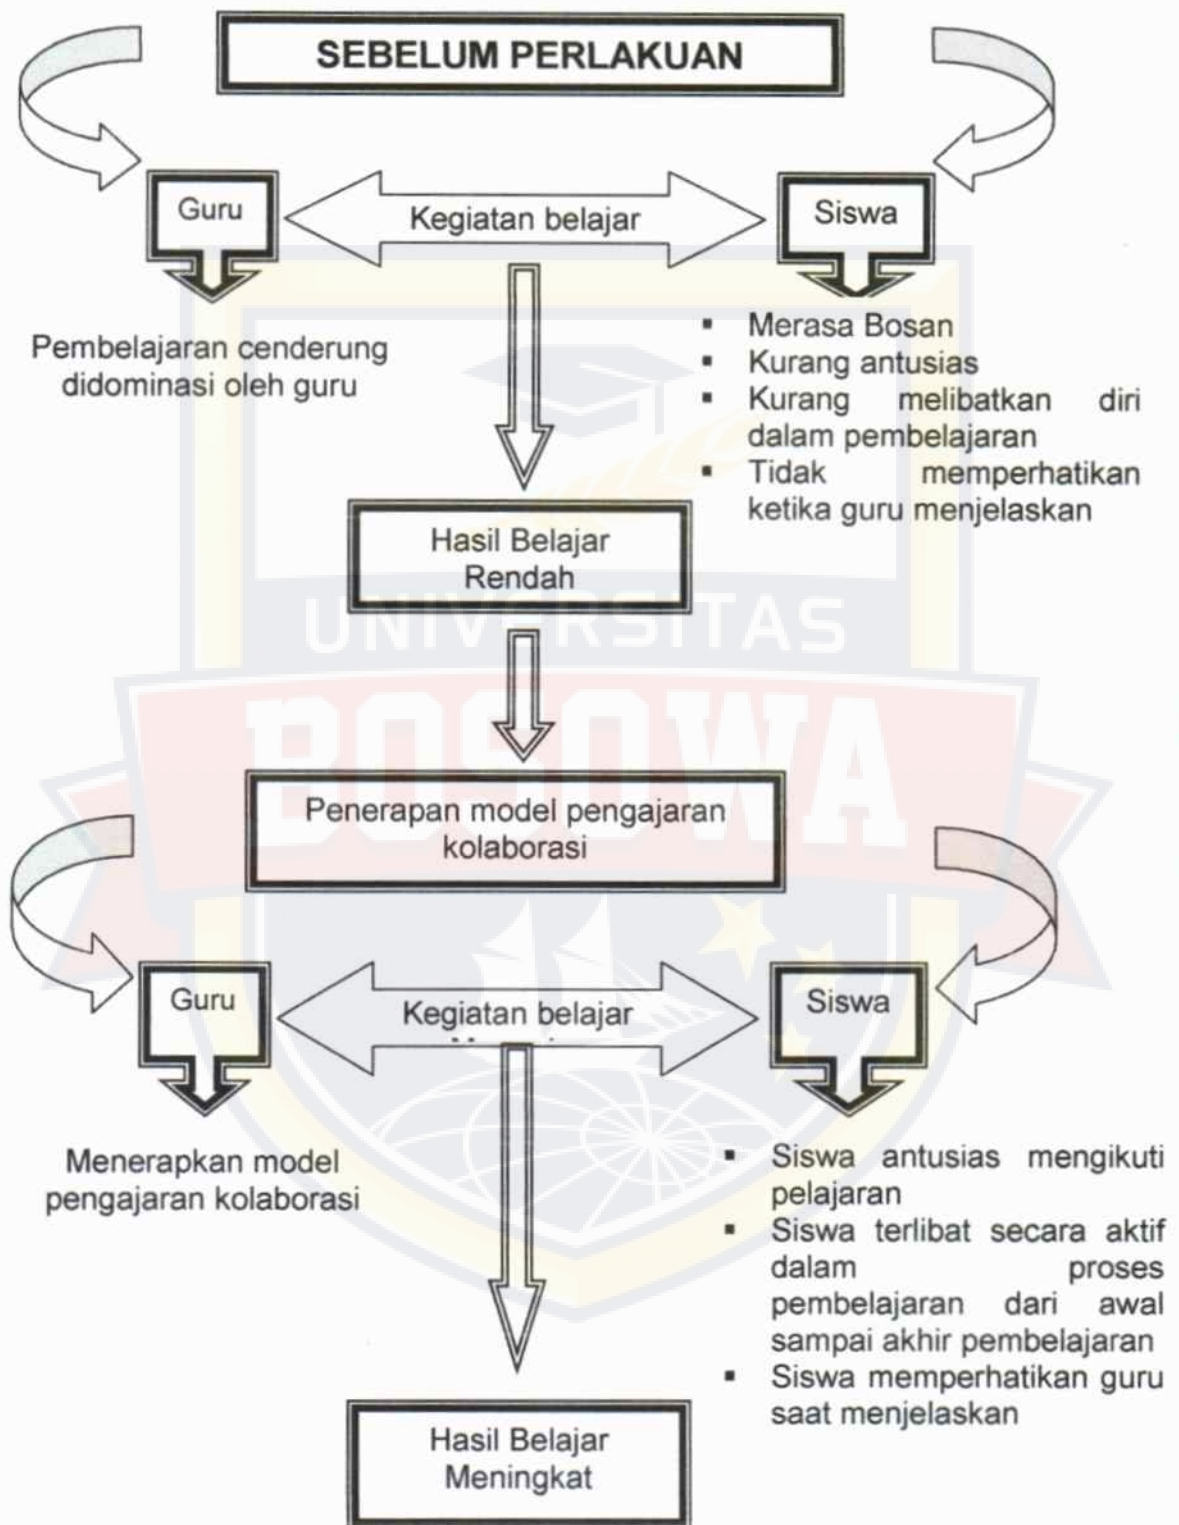 SEBELUM PERLAKUAN
Guru
Kegiatan belajar
Siswa
Pembelajaran cenderung
didominasi oleh guru
▪ Merasa Bosan
▪ Kurang antusias
▪ Kurang melibatkan diri
dalam pembelajaran
▪ Tidak memperhatikan
ketika guru menjelaskan
Hasil Belajar
Rendah
UNIVERSITAS
BOSOWA
Penerapan model pengajaran
kolaborasi
Guru
Kegiatan belajar
Siswa
Menerapkan model
pengajaran kolaborasi
▪ Siswa antusias mengikuti
pelajaran
▪ Siswa terlibat secara aktif
dalam proses
pembelajaran dari awal
sampai akhir pembelajaran
▪ Siswa memperhatikan guru
saat menjelaskan
Hasil Belajar
Meningkat